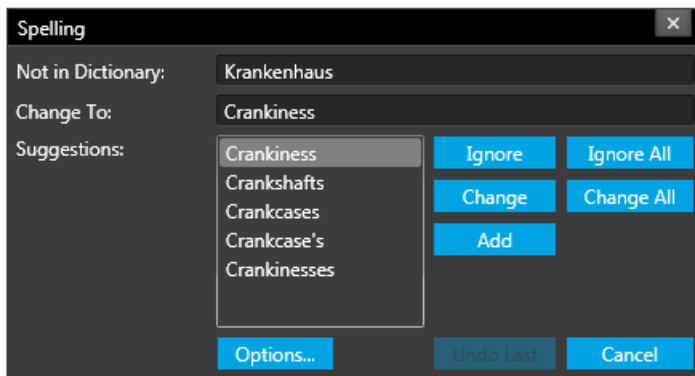 Spelling
Not in Dictionary: Krankenhaus
Change To: Crankiness
Suggestions:
Crankiness
Crankshafts
Crankcases
Crankcase's
Crankinesses
Ignore Ignore All
Change Change All
Add
Options... Undo Last Cancel